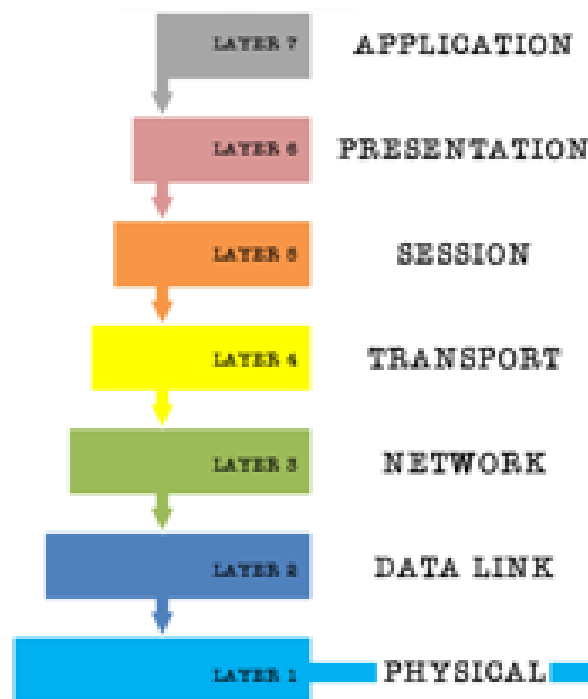 LAYER 7 APPLICATION
LAYER 6 PRESENTATION
LAYER 5 SESSION
LAYER 4 TRANSPORT
LAYER 3 NETWORK
LAYER 2 DATA LINK
LAYER 1 PHYSICAL